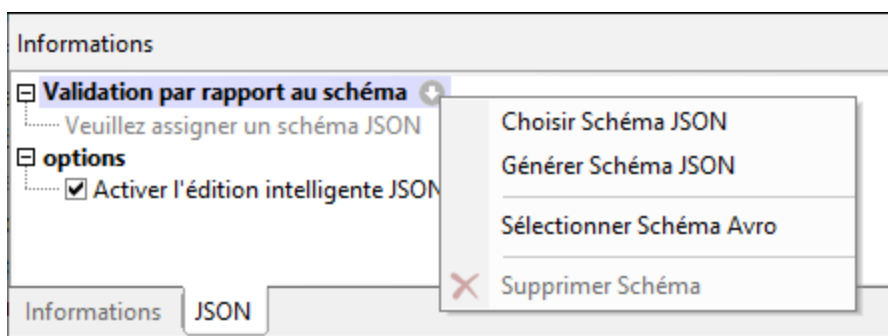 Informations
Validation par rapport au schéma
Veuillez assigner un schéma JSON
options
Activer l'édition intelligente JSON
Choisir Schéma JSON
Générer Schéma JSON
Sélectionner Schéma Avro
Supprimer Schéma
Informations
JSON